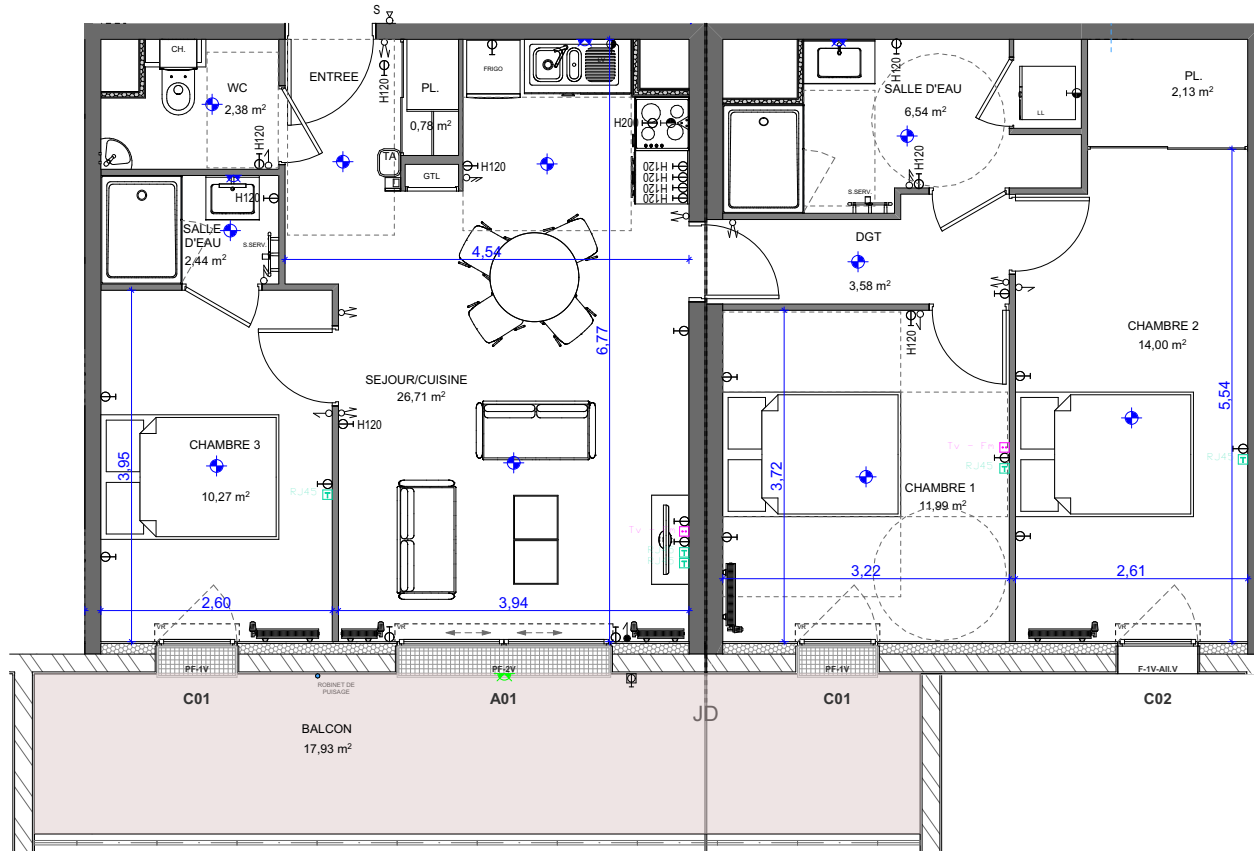 S
CH.
WC
2,38 m²
H120
ENTREE
H120
PL.
0,78 m²
TA
GTL
FRIGO
LV
H200
H120
H120
H120
H120
H120
SALLE D'EAU
6,54 m²
H120
H120
S.SERV.
LL
PL.
2,13 m²
SALLE
D'EAU
2,44 m²
H120
S.SERV.
4,54
6,77
DGT
3,58 m²
H120
CHAMBRE 2
14,00 m²
5,54
SEJOUR/CUISINE
26,71 m²
H120
CHAMBRE 3
10,27 m²
3,95
RJ45
Tv - Fm
RJ45
CHAMBRE 1
11,99 m²
3,72
RJ45
2,60
3,94
3,22
2,61
VR
VR
VR
VR
PF-1V
PF-2V
PF-1V
F-1V-All.V
C01
ROBINET DE
PUISAGE
A01
C01
C02
JD
BALCON
17,93 m²